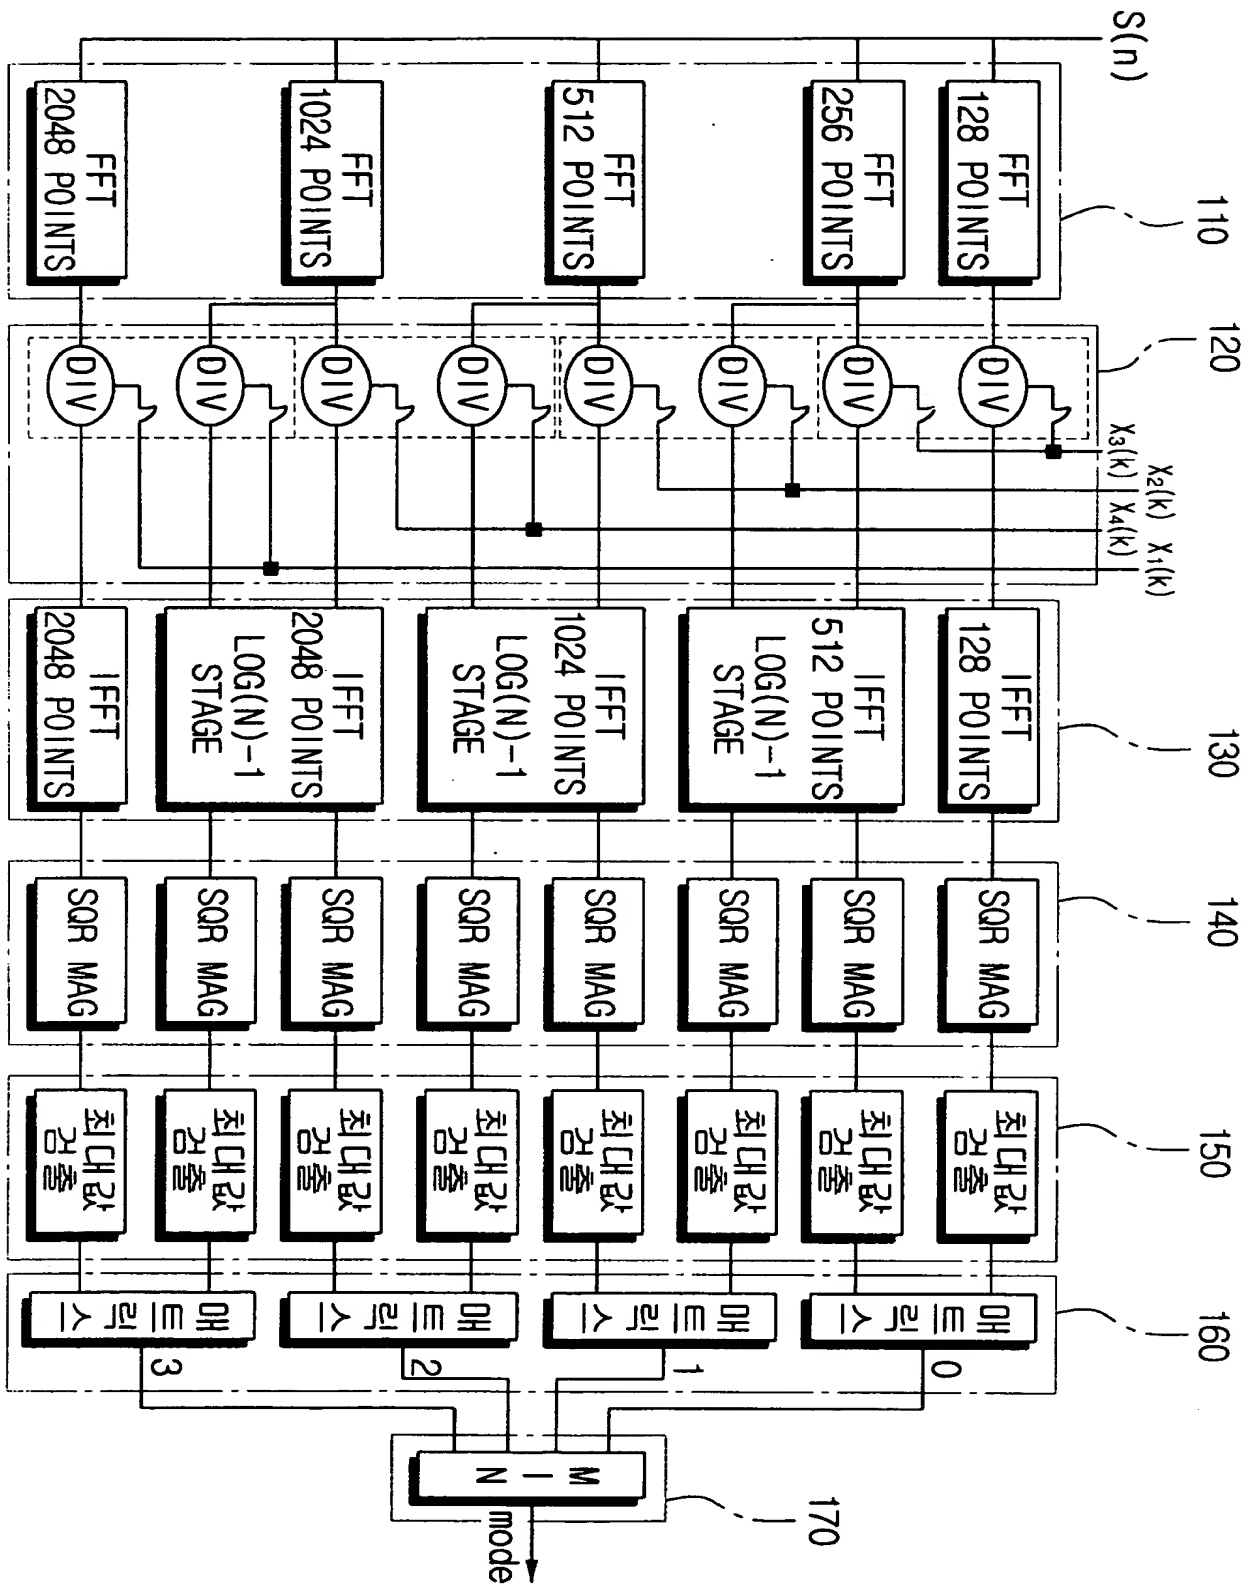 S(n)
110
120
130
140
150
160
170
X₃(k)
X₂(k)
X₄(k)
X₁(k)
FFT
128 POINTS
DIV
IFFT
128 POINTS
SQR MAG
최대값
검출
FFT
256 POINTS
DIV
DIV
IFFT
512 POINTS
LOG(N)-1
STAGE
SQR MAG
SQR MAG
최대값
검출
최대값
검출
매트릭스
0
FFT
512 POINTS
DIV
DIV
IFFT
1024 POINTS
LOG(N)-1
STAGE
SQR MAG
SQR MAG
최대값
검출
최대값
검출
매트릭스
1
FFT
1024 POINTS
DIV
DIV
IFFT
2048 POINTS
LOG(N)-1
STAGE
SQR MAG
SQR MAG
최대값
검출
최대값
검출
매트릭스
2
FFT
2048 POINTS
DIV
IFFT
2048 POINTS
SQR MAG
최대값
검출
매트릭스
3
MIN
mode